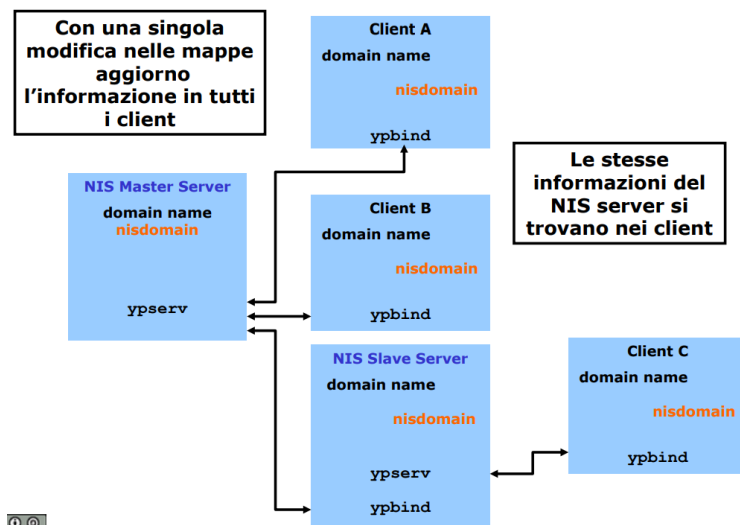 Con una singola
modifica nelle mappe
aggiorno
l'informazione in tutti
i client
Client A
domain name
nisdomain
ypbind
Le stesse
informazioni del
NIS server si
trovano nei client
NIS Master Server
domain name
nisdomain
ypserv
Client B
domain name
nisdomain
ypbind
NIS Slave Server
domain name
nisdomain
ypserv
ypbind
Client C
domain name
nisdomain
ypbind